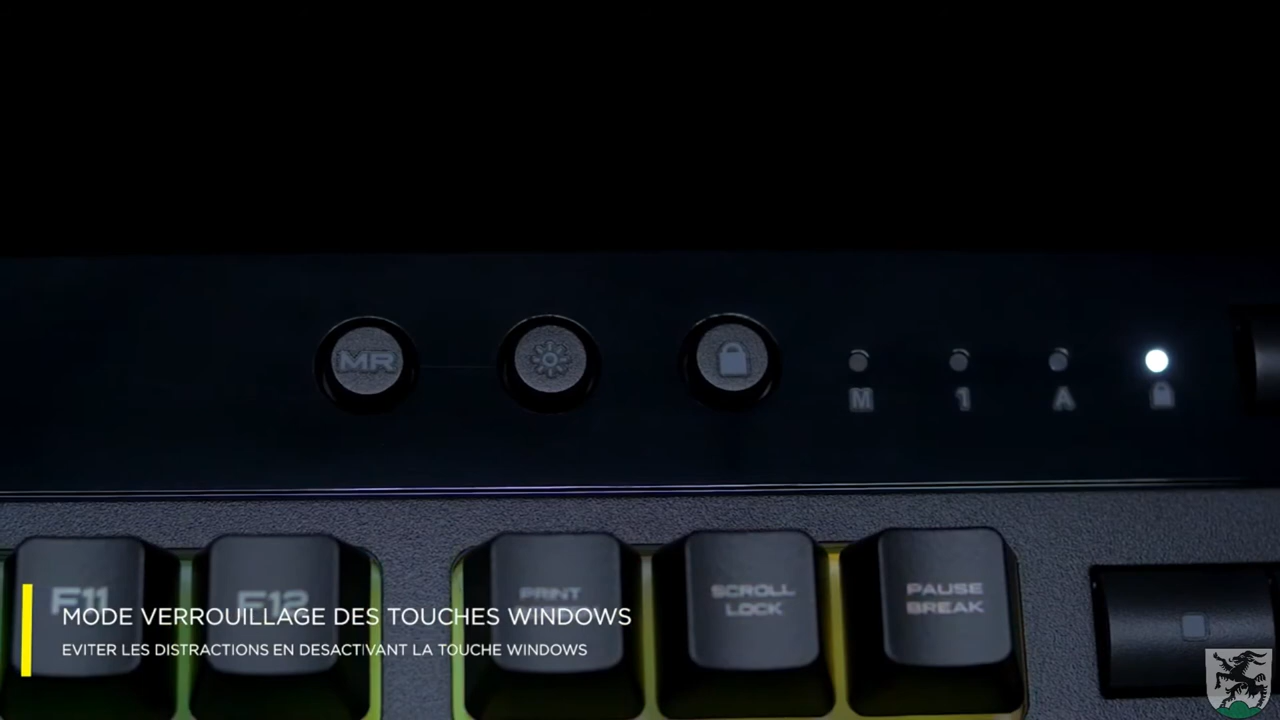 MR
M 1 A
F11 F12 PRINT
SCROLL LOCK
PAUSE BREAK
MODE VERROUILLAGE DES TOUCHES WINDOWS
EVITER LES DISTRACTIONS EN DESACTIVANT LA TOUCHE WINDOWS